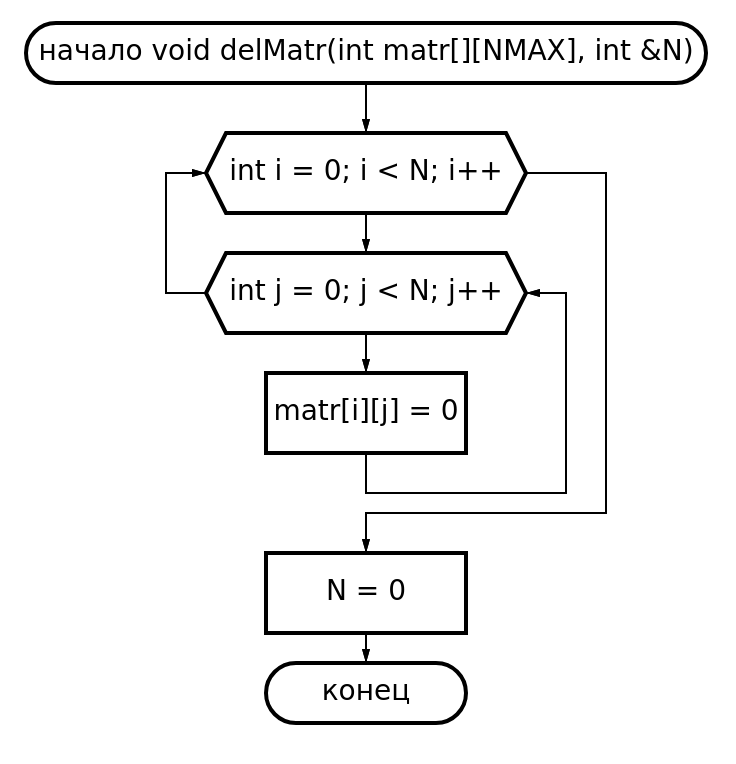 начало void delMatr(int matr[][NMAX], int &N)
int i = 0; i < N; i++
int j = 0; j < N; j++
matr[i][j] = 0
N = 0
конец